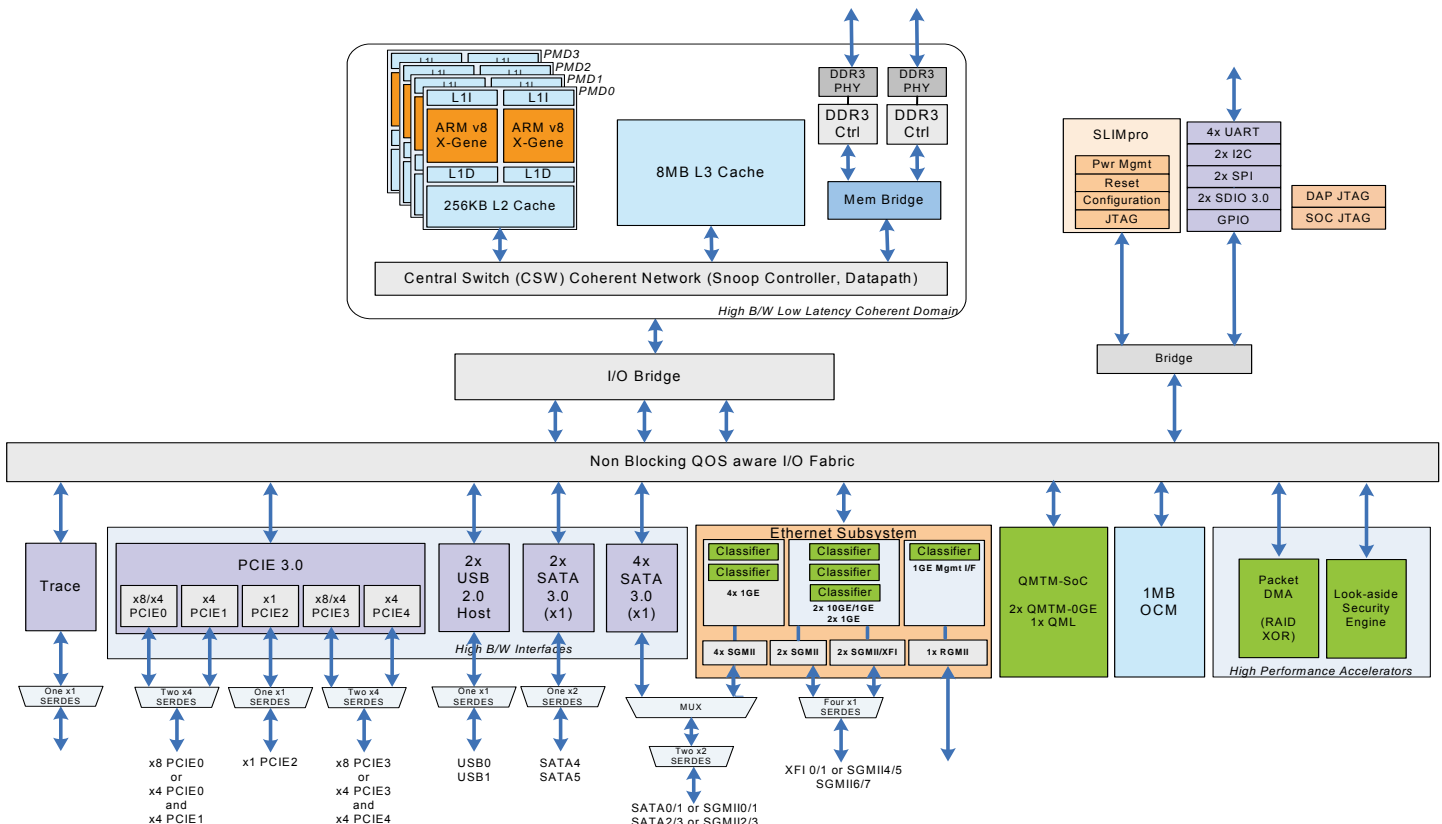 PMD3
PMD2
PMD1
PMD0
L1I
L1I
L1I
L1I
L1I
L1I
L1I
L1I
ARM v8
X-Gene
ARM v8
X-Gene
L1D
L1D
256KB L2 Cache
8MB L3 Cache
DDR3
PHY
DDR3
PHY
DDR3
Ctrl
DDR3
Ctrl
Mem Bridge
Central Switch (CSW) Coherent Network (Snoop Controller, Datapath)
High B/W Low Latency Coherent Domain
SLIMpro
Pwr Mgmt
Reset
Configuration
JTAG
4x UART
2x I2C
2x SPI
2x SDIO 3.0
GPIO
DAP JTAG
SOC JTAG
I/O Bridge
Bridge
Non Blocking QOS aware I/O Fabric
Trace
PCIE 3.0
x8/x4
PCIE0
x4
PCIE1
x1
PCIE2
x8/x4
PCIE3
x4
PCIE4
2x
USB
2.0
Host
2x
SATA
3.0
(x1)
4x
SATA
3.0
(x1)
High B/W Interfaces
Ethernet Subsystem
Classifier
Classifier
4x 1GE
Classifier
Classifier
Classifier
2x 10GE/1GE
2x 1GE
Classifier
1GE Mgmt I/F
4x SGMII
2x SGMII
2x SGMII/XFI
1x RGMII
QMTM-SoC
2x QMTM-0GE
1x QML
1MB
OCM
Packet
DMA
(RAID
XOR)
Look-aside
Security
Engine
High Performance Accelerators
One x1
SERDES
Two x4
SERDES
One x1
SERDES
Two x4
SERDES
One x1
SERDES
One x2
SERDES
MUX
Four x1
SERDES
Two x2
SERDES
x8 PCIE0
or
x4 PCIE0
and
x4 PCIE1
x1 PCIE2
x8 PCIE3
or
x4 PCIE3
and
x4 PCIE4
USB0
USB1
SATA4
SATA5
SATA0/1 or SGMII0/1
SATA2/3 or SGMII2/3
XFI 0/1 or SGMII4/5
SGMII6/7